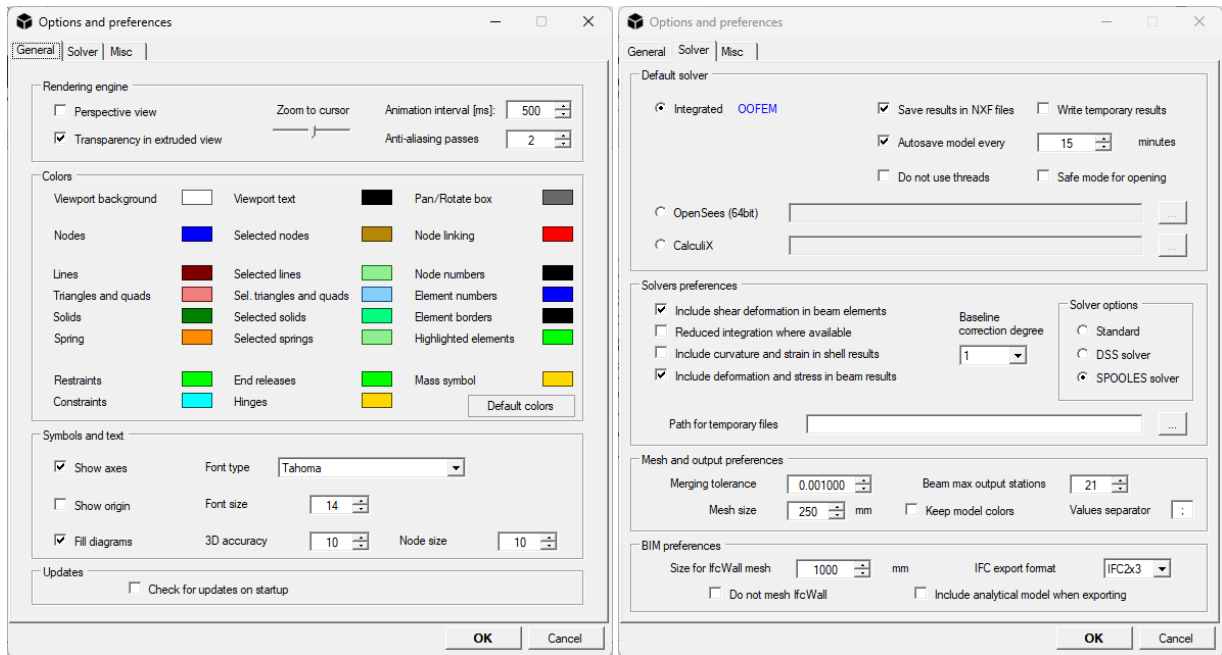 Options and preferences
General Solver Misc
Rendering engine
Perspective view Zoom to cursor Animation interval [ms]: 500
Transparency in extruded view Anti-aliasing passes 2
Colors
Viewport background Viewport text Pan/Rotate box
Nodes Selected nodes Node linking
Lines Selected lines Node numbers
Triangles and quads Sel. triangles and quads Element numbers
Solids Selected solids Element borders
Spring Selected springs Highlighted elements
Restraints End releases Mass symbol
Constraints Hinges Default colors
Symbols and text
Show axes Font type Tahoma
Show origin Font size 14
Fill diagrams 3D accuracy 10 Node size 10
Updates
Check for updates on startup
OK Cancel
Options and preferences
General Solver Misc
Default solver
Integrated OOFEM Save results in NXF files Write temporary results
Autosave model every 15 minutes
Do not use threads Safe mode for opening
OpenSees (64bit) ...
CalculiX ...
Solvers preferences
Include shear deformation in beam elements
Reduced integration where available
Include curvature and strain in shell results
Include deformation and stress in beam results
Baseline
correction degree
1
Solver options
Standard
DSS solver
SPOOLES solver
Path for temporary files ...
Mesh and output preferences
Merging tolerance 0.001000 Beam max output stations 21
Mesh size 250 mm Keep model colors Values separator ;
BIM preferences
Size for IfcWall mesh 1000 mm IFC export format IFC2x3
Do not mesh IfcWall Include analytical model when exporting
OK Cancel